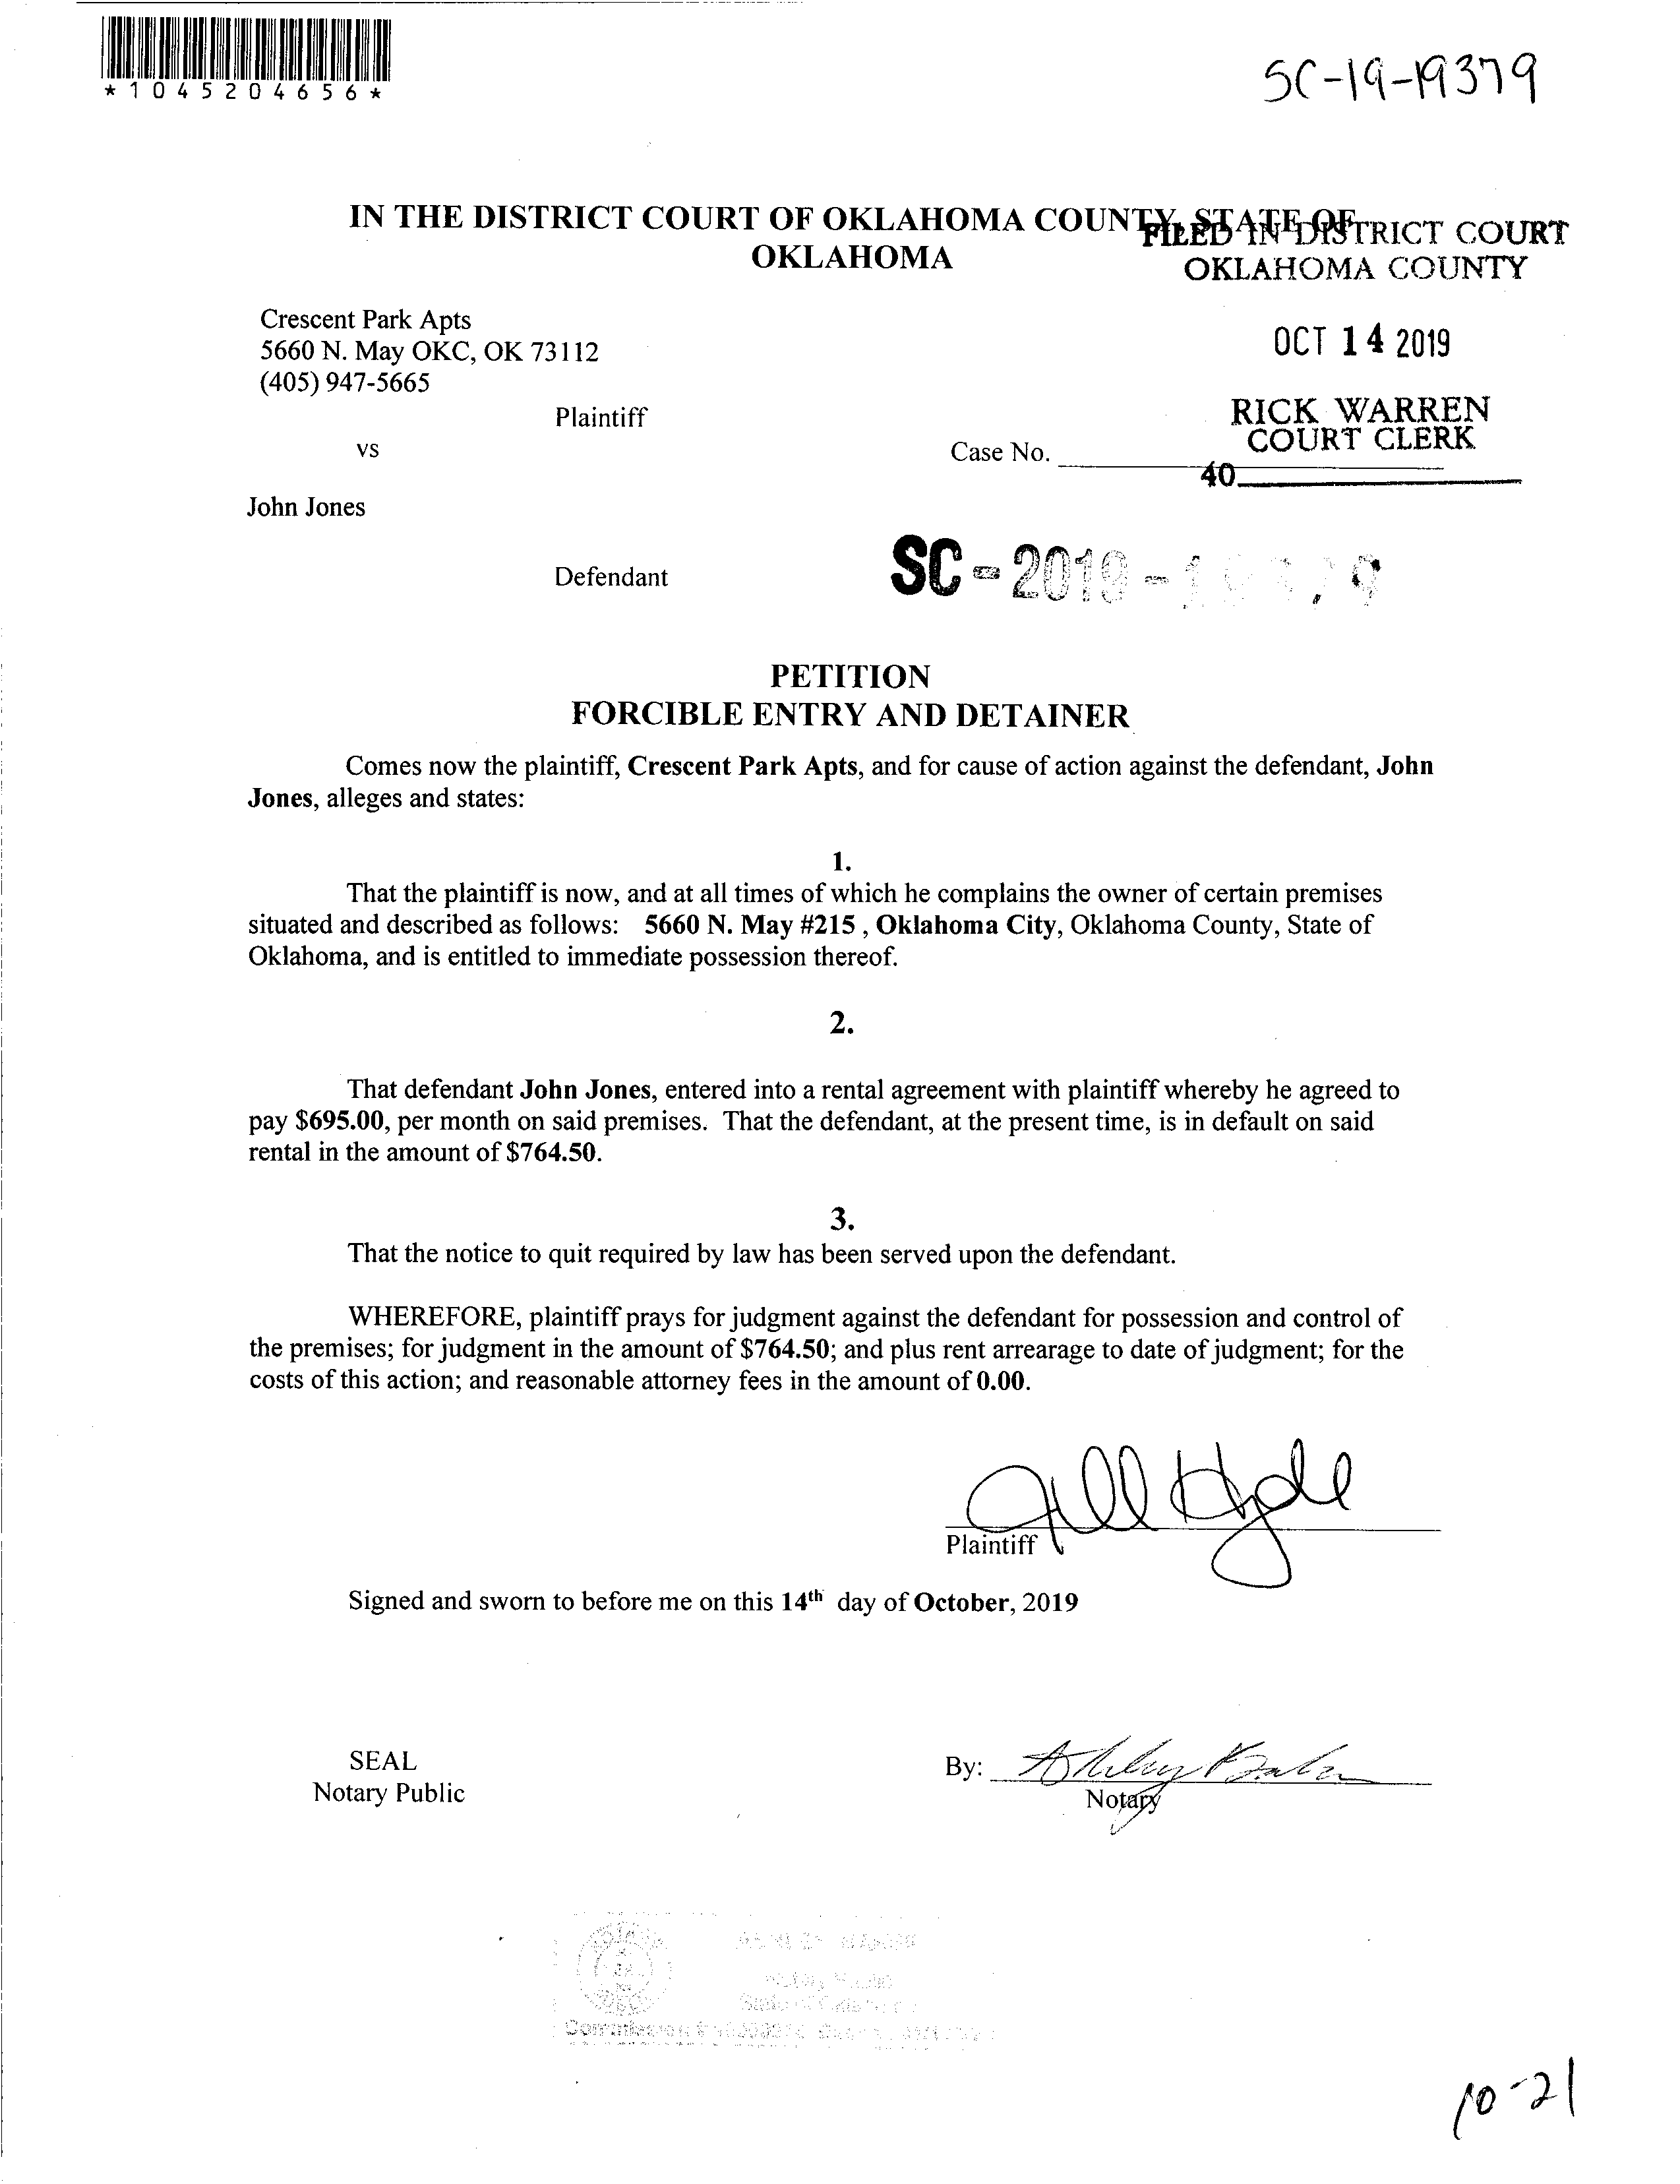 *1045204656*
SC-19-19379
IN THE DISTRICT COURT OF OKLAHOMA COUNTY, STATE OF
OKLAHOMA
FILED IN DISTRICT COURT
OKLAHOMA COUNTY
Crescent Park Apts
5660 N. May OKC, OK 73112
(405) 947-5665
OCT 14 2019
Plaintiff
RICK WARREN
COURT CLERK
vs
Case No.
40
John Jones
Defendant
SC-2019-19379
PETITION
FORCIBLE ENTRY AND DETAINER
Comes now the plaintiff, Crescent Park Apts, and for cause of action against the defendant, John
Jones, alleges and states:
1.
That the plaintiff is now, and at all times of which he complains the owner of certain premises
situated and described as follows: 5660 N. May #215 , Oklahoma City, Oklahoma County, State of
Oklahoma, and is entitled to immediate possession thereof.
2.
That defendant John Jones, entered into a rental agreement with plaintiff whereby he agreed to
pay $695.00, per month on said premises. That the defendant, at the present time, is in default on said
rental in the amount of $764.50.
3.
That the notice to quit required by law has been served upon the defendant.
WHEREFORE, plaintiff prays for judgment against the defendant for possession and control of
the premises; for judgment in the amount of $764.50; and plus rent arrearage to date of judgment; for the
costs of this action; and reasonable attorney fees in the amount of 0.00.
Jill Hyde
Plaintiff
Signed and sworn to before me on this 14th day of October, 2019
SEAL
Notary Public
By: Ashley
Notary
State of
Commission #
10-21